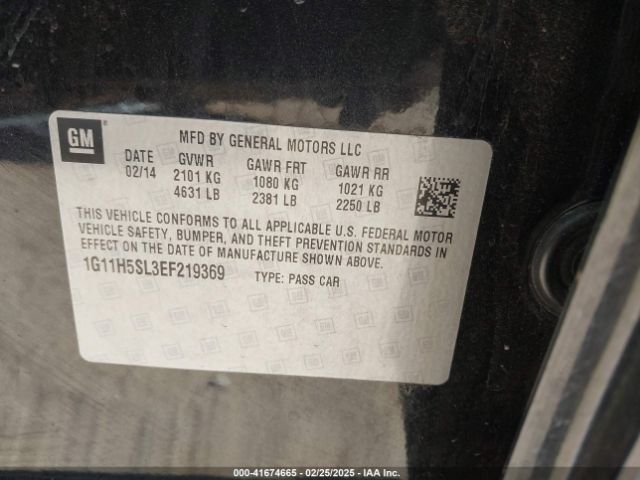 GM
MFD BY GENERAL MOTORS LLC
DATE GVWR GAWR FRT GAWR RR
02/14 2101 KG 1080 KG 1021 KG
4631 LB 2381 LB 2250 LB
THIS VEHICLE CONFORMS TO ALL APPLICABLE U.S. FEDERAL MOTOR
VEHICLE SAFETY, BUMPER, AND THEFT PREVENTION STANDARDS IN
EFFECT ON THE DATE OF MANUFACTURE SHOWN ABOVE.
1G11H5SL3EF219369 TYPE: PASS CAR
000-41674665 - 02/25/2025 - IAA Inc.